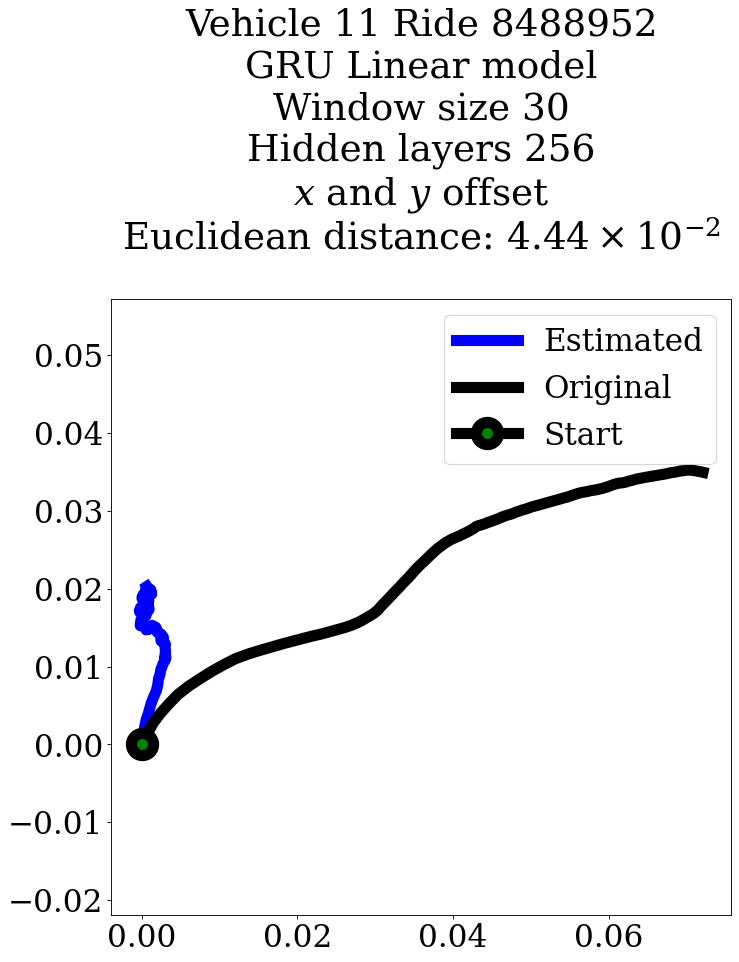 Vehicle 11 Ride 8488952
GRU Linear model
Window size 30
Hidden layers 256
x and y offset
Euclidean distance: 4.44 × 10⁻²
Estimated
Original
Start
0.05
0.04
0.03
0.02
0.01
0.00
−0.01
−0.02
0.00 0.02 0.04 0.06